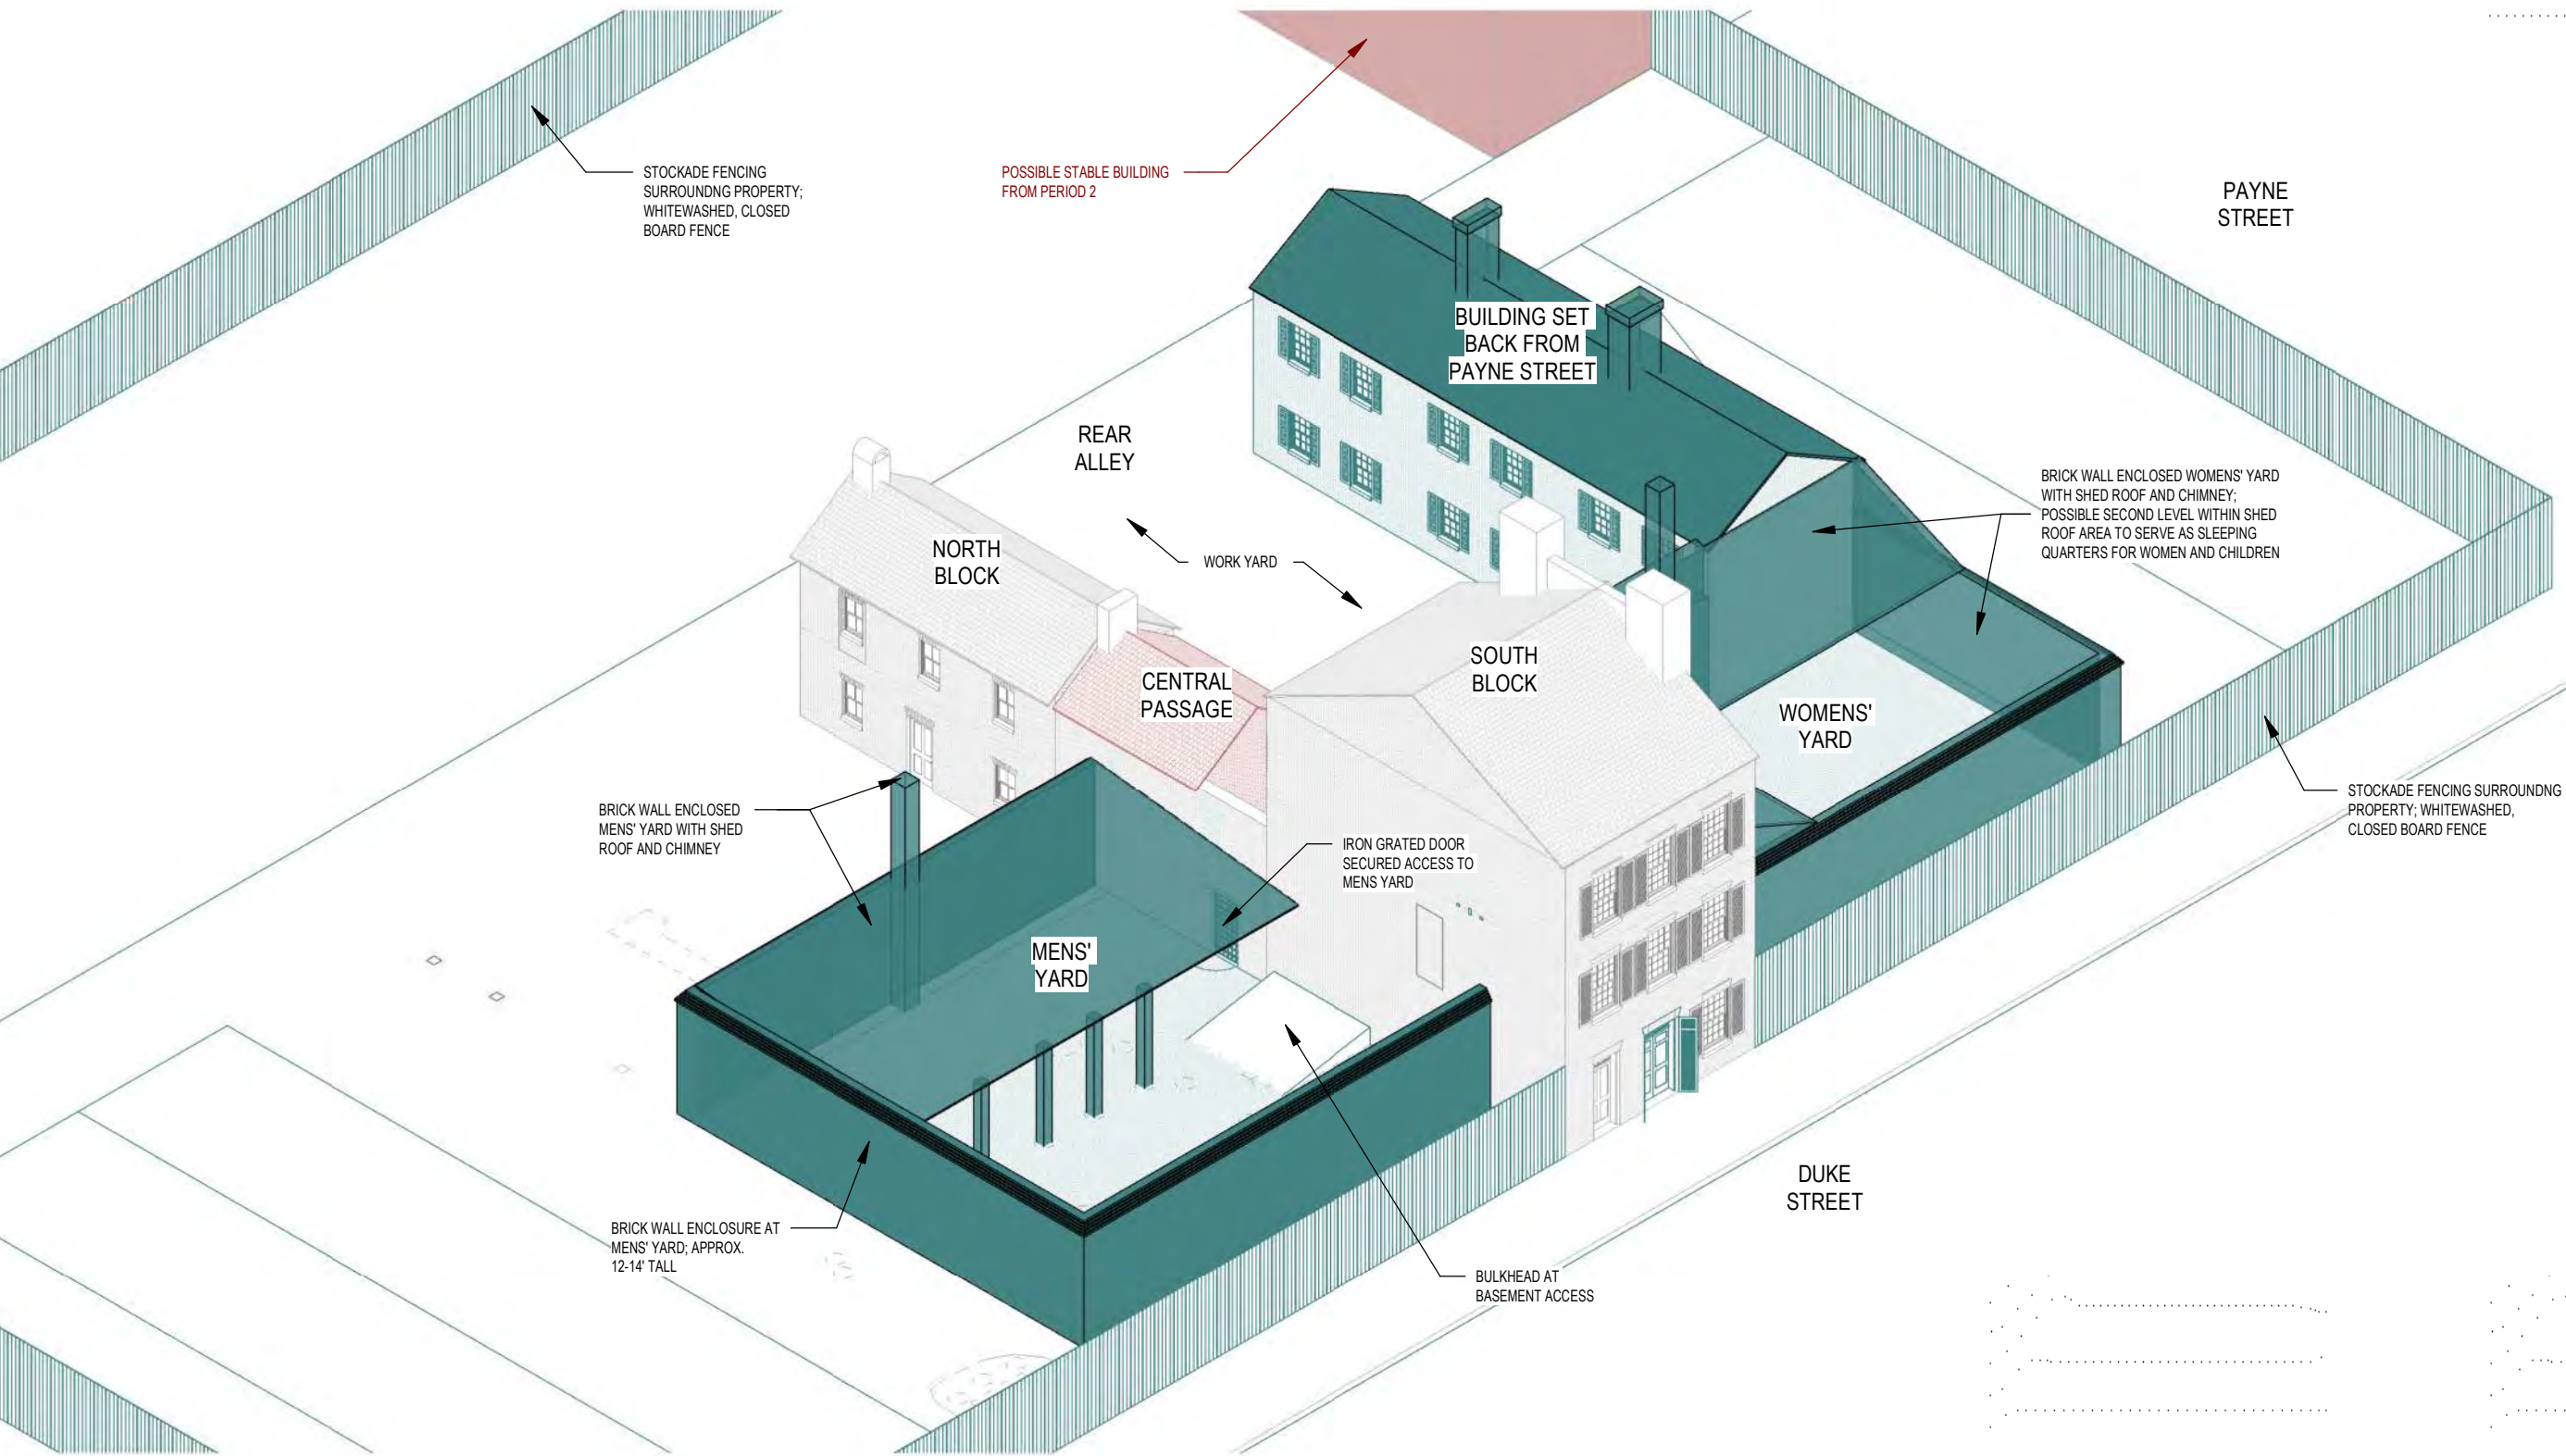 STOCKADE FENCING
SURROUNDNG PROPERTY;
WHITEWASHED, CLOSED
BOARD FENCE
POSSIBLE STABLE BUILDING
FROM PERIOD 2
PAYNE
STREET
BUILDING SET
BACK FROM
PAYNE STREET
REAR
ALLEY
BRICK WALL ENCLOSED WOMENS' YARD
WITH SHED ROOF AND CHIMNEY;
POSSIBLE SECOND LEVEL WITHIN SHED
ROOF AREA TO SERVE AS SLEEPING
QUARTERS FOR WOMEN AND CHILDREN
NORTH
BLOCK
WORK YARD
SOUTH
BLOCK
CENTRAL
PASSAGE
WOMENS'
YARD
BRICK WALL ENCLOSED
MENS' YARD WITH SHED
ROOF AND CHIMNEY
STOCKADE FENCING SURROUNDNG
PROPERTY; WHITEWASHED,
CLOSED BOARD FENCE
IRON GRATED DOOR
SECURED ACCESS TO
MENS YARD
MENS'
YARD
DUKE
STREET
BRICK WALL ENCLOSURE AT
MENS' YARD; APPROX.
12-14' TALL
BULKHEAD AT
BASEMENT ACCESS